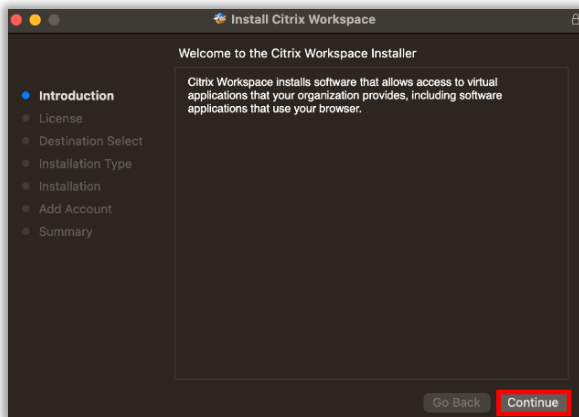 Install Citrix Workspace
Welcome to the Citrix Workspace Installer
Introduction
License
Destination Select
Installation Type
Installation
Add Account
Summary
Citrix Workspace installs software that allows access to virtual
applications that your organization provides, including software
applications that use your browser.
Go Back
Continue